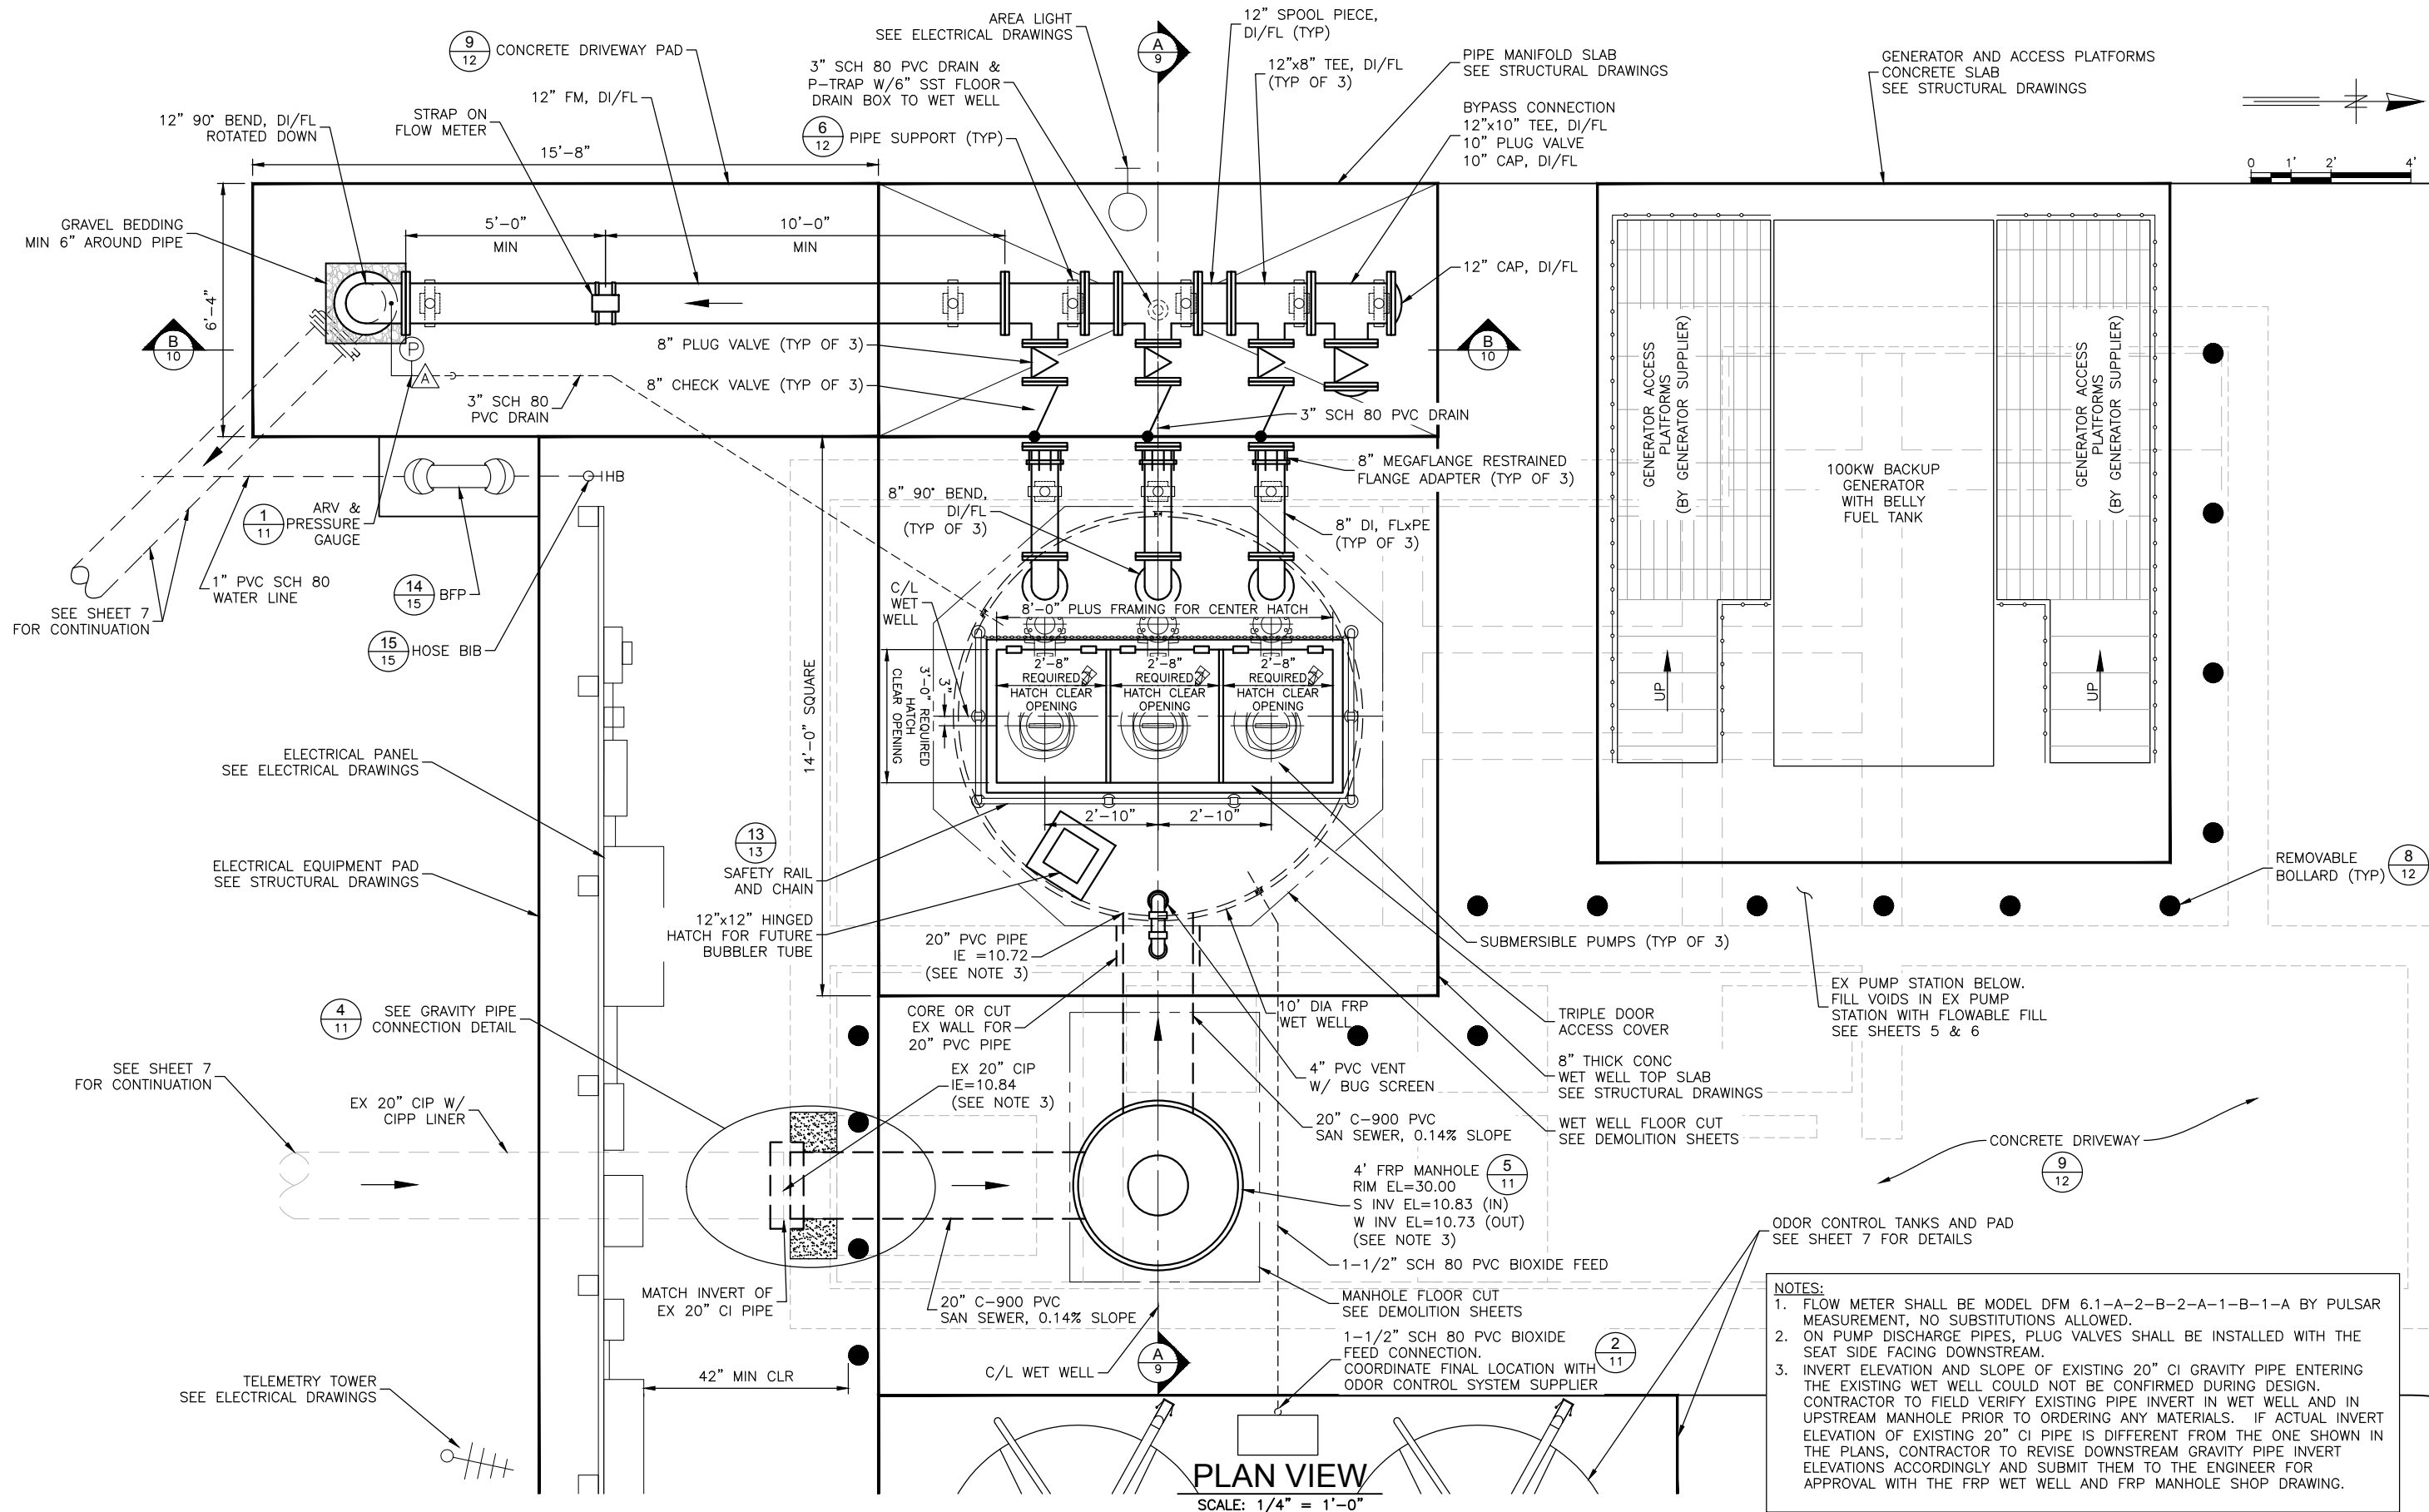 9
12
CONCRETE DRIVEWAY PAD
AREA LIGHT
SEE ELECTRICAL DRAWINGS
A
9
12” SPOOL PIECE,
DI/FL (TYP)
PIPE MANIFOLD SLAB
SEE STRUCTURAL DRAWINGS
GENERATOR AND ACCESS PLATFORMS
CONCRETE SLAB
SEE STRUCTURAL DRAWINGS
3” SCH 80 PVC DRAIN &
P-TRAP W/6” SST FLOOR
DRAIN BOX TO WET WELL
12”x8” TEE, DI/FL
(TYP OF 3)
BYPASS CONNECTION
12”x10” TEE, DI/FL
10” PLUG VALVE
10” CAP, DI/FL
12” FM, DI/FL
STRAP ON
FLOW METER
12” 90° BEND, DI/FL
ROTATED DOWN
6
12
PIPE SUPPORT (TYP)
0 1’ 2’ 4’
15’-8”
GRAVEL BEDDING
MIN 6” AROUND PIPE
5’-0”
MIN
10’-0”
MIN
12” CAP, DI/FL
6’-4”
B
10
B
10
P
A
8” PLUG VALVE (TYP OF 3)
8” CHECK VALVE (TYP OF 3)
3” SCH 80
PVC DRAIN
3” SCH 80 PVC DRAIN
GENERATOR ACCESS
PLATFORMS
(BY GENERATOR SUPPLIER)
100KW BACKUP
GENERATOR
WITH BELLY
FUEL TANK
GENERATOR ACCESS
PLATFORMS
(BY GENERATOR SUPPLIER)
UP
UP
HB
8” MEGAFLANGE RESTRAINED
FLANGE ADAPTER (TYP OF 3)
8” 90° BEND,
DI/FL
(TYP OF 3)
8” DI, FLxPE
(TYP OF 3)
1
11
ARV &
PRESSURE
GAUGE
1” PVC SCH 80
WATER LINE
14
15
BFP
SEE SHEET 7
FOR CONTINUATION
15
15
HOSE BIB
C/L
WET
WELL
8’-0” PLUS FRAMING FOR CENTER HATCH
2’-8”
REQUIRED
HATCH CLEAR
OPENING
2’-8”
REQUIRED
HATCH CLEAR
OPENING
2’-8”
REQUIRED
HATCH CLEAR
OPENING
3”
3’-0” REQUIRED
HATCH
CLEAR OPENING
14’-0” SQUARE
ELECTRICAL PANEL
SEE ELECTRICAL DRAWINGS
2’-10”
2’-10”
13
13
SAFETY RAIL
AND CHAIN
ELECTRICAL EQUIPMENT PAD
SEE STRUCTURAL DRAWINGS
12”x12” HINGED
HATCH FOR FUTURE
BUBBLER TUBE
REMOVABLE
BOLLARD (TYP)
8
12
20” PVC PIPE
IE =10.72
(SEE NOTE 3)
SUBMERSIBLE PUMPS (TYP OF 3)
EX PUMP STATION BELOW.
FILL VOIDS IN EX PUMP
STATION WITH FLOWABLE FILL
SEE SHEETS 5 & 6
4
11
SEE GRAVITY PIPE
CONNECTION DETAIL
CORE OR CUT
EX WALL FOR
20” PVC PIPE
10’ DIA FRP
WET WELL
TRIPLE DOOR
ACCESS COVER
SEE SHEET 7
FOR CONTINUATION
EX 20” CIP
IE=10.84
(SEE NOTE 3)
4” PVC VENT
W/ BUG SCREEN
8” THICK CONC
WET WELL TOP SLAB
SEE STRUCTURAL DRAWINGS
EX 20” CIP W/
CIPP LINER
20” C-900 PVC
SAN SEWER, 0.14% SLOPE
WET WELL FLOOR CUT
SEE DEMOLITION SHEETS
CONCRETE DRIVEWAY
9
12
4’ FRP MANHOLE
RIM EL=30.00
S INV EL=10.83 (IN)
W INV EL=10.73 (OUT)
(SEE NOTE 3)
5
11
ODOR CONTROL TANKS AND PAD
SEE SHEET 7 FOR DETAILS
1-1/2” SCH 80 PVC BIOXIDE FEED
MATCH INVERT OF
EX 20” CI PIPE
20” C-900 PVC
SAN SEWER, 0.14% SLOPE
MANHOLE FLOOR CUT
SEE DEMOLITION SHEETS
1-1/2” SCH 80 PVC BIOXIDE
FEED CONNECTION.
COORDINATE FINAL LOCATION WITH
ODOR CONTROL SYSTEM SUPPLIER
2
11
A
9
C/L WET WELL
42” MIN CLR
TELEMETRY TOWER
SEE ELECTRICAL DRAWINGS
NOTES:
1. FLOW METER SHALL BE MODEL DFM 6.1-A-2-B-2-A-1-B-1-A BY PULSAR
MEASUREMENT, NO SUBSTITUTIONS ALLOWED.
2. ON PUMP DISCHARGE PIPES, PLUG VALVES SHALL BE INSTALLED WITH THE
SEAT SIDE FACING DOWNSTREAM.
3. INVERT ELEVATION AND SLOPE OF EXISTING 20” CI GRAVITY PIPE ENTERING
THE EXISTING WET WELL COULD NOT BE CONFIRMED DURING DESIGN.
CONTRACTOR TO FIELD VERIFY EXISTING PIPE INVERT IN WET WELL AND IN
UPSTREAM MANHOLE PRIOR TO ORDERING ANY MATERIALS. IF ACTUAL INVERT
ELEVATION OF EXISTING 20” CI PIPE IS DIFFERENT FROM THE ONE SHOWN IN
THE PLANS, CONTRACTOR TO REVISE DOWNSTREAM GRAVITY PIPE INVERT
ELEVATIONS ACCORDINGLY AND SUBMIT THEM TO THE ENGINEER FOR
APPROVAL WITH THE FRP WET WELL AND FRP MANHOLE SHOP DRAWING.
PLAN VIEW
SCALE: 1/4” = 1’-0”